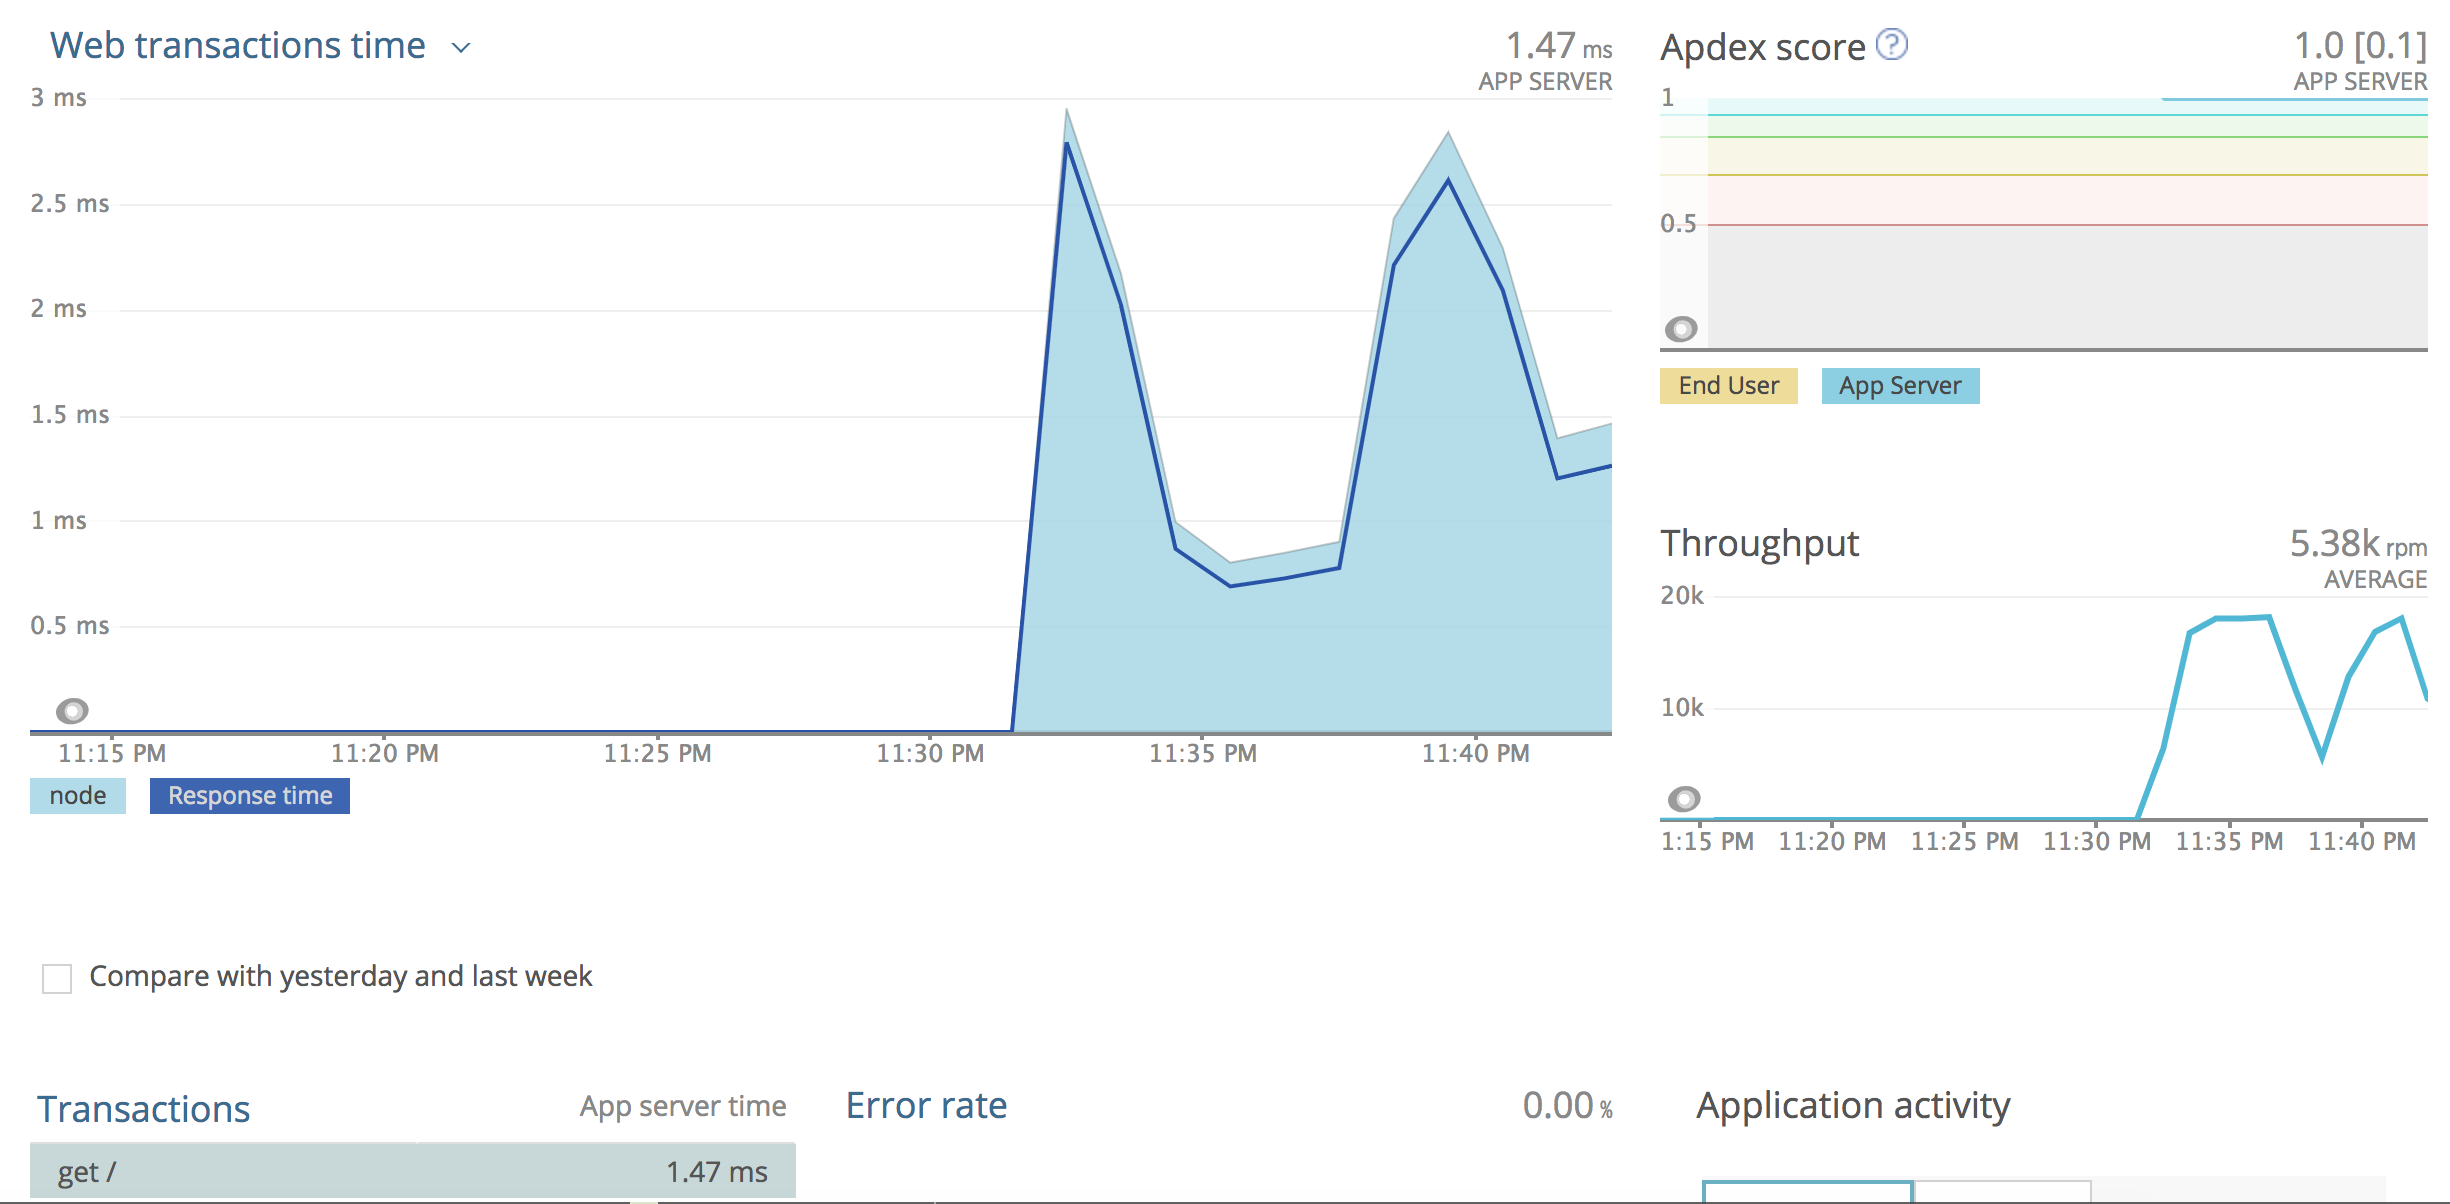 Web transactions time
1.47 ms
APP SERVER
3 ms
2.5 ms
2 ms
1.5 ms
1 ms
0.5 ms
11:15 PM 11:20 PM 11:25 PM 11:30 PM 11:35 PM 11:40 PM
node Response time
Apdex score ?
1.0 [0.1]
APP SERVER
1
0.5
End User App Server
Throughput
5.38k rpm
AVERAGE
20k
10k
1:15 PM 11:20 PM 11:25 PM 11:30 PM 11:35 PM 11:40 PM
Compare with yesterday and last week
Transactions App server time
get / 1.47 ms
Error rate 0.00 %
Application activity